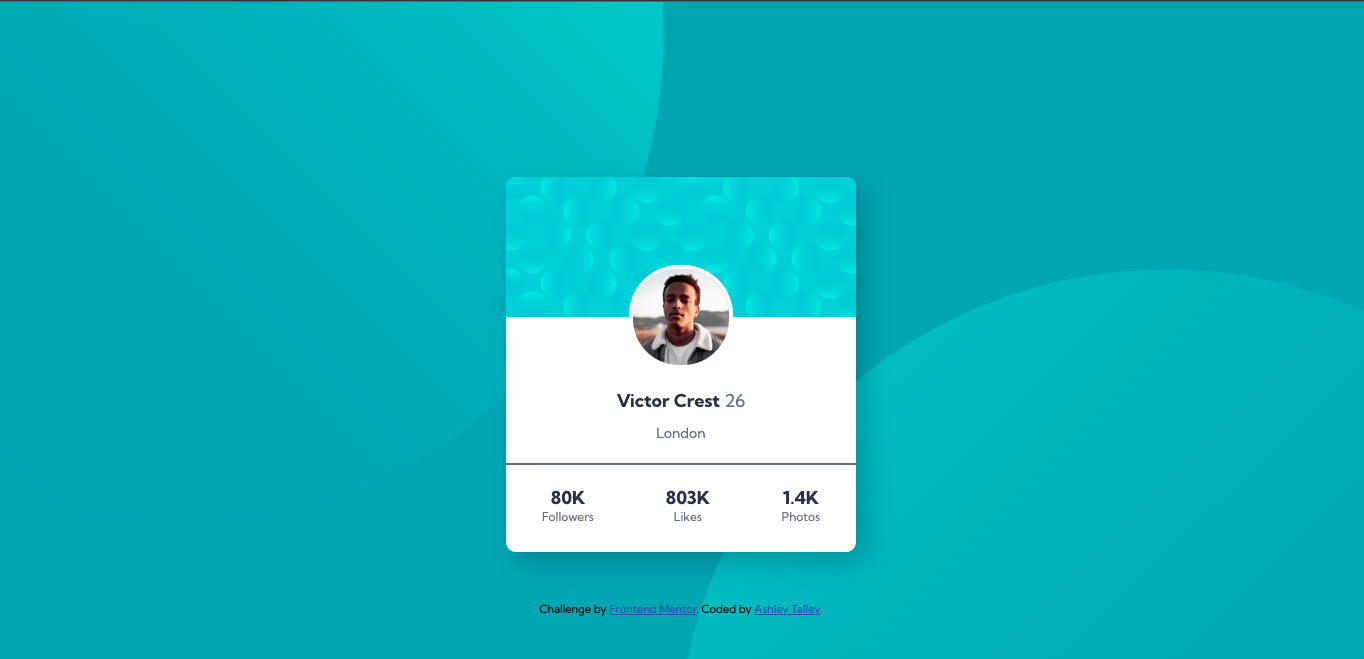 Victor Crest 26
London
80K 803K 1.4K
Followers Likes Photos
Challenge by Frontend Mentor. Coded by Ashley Talley.